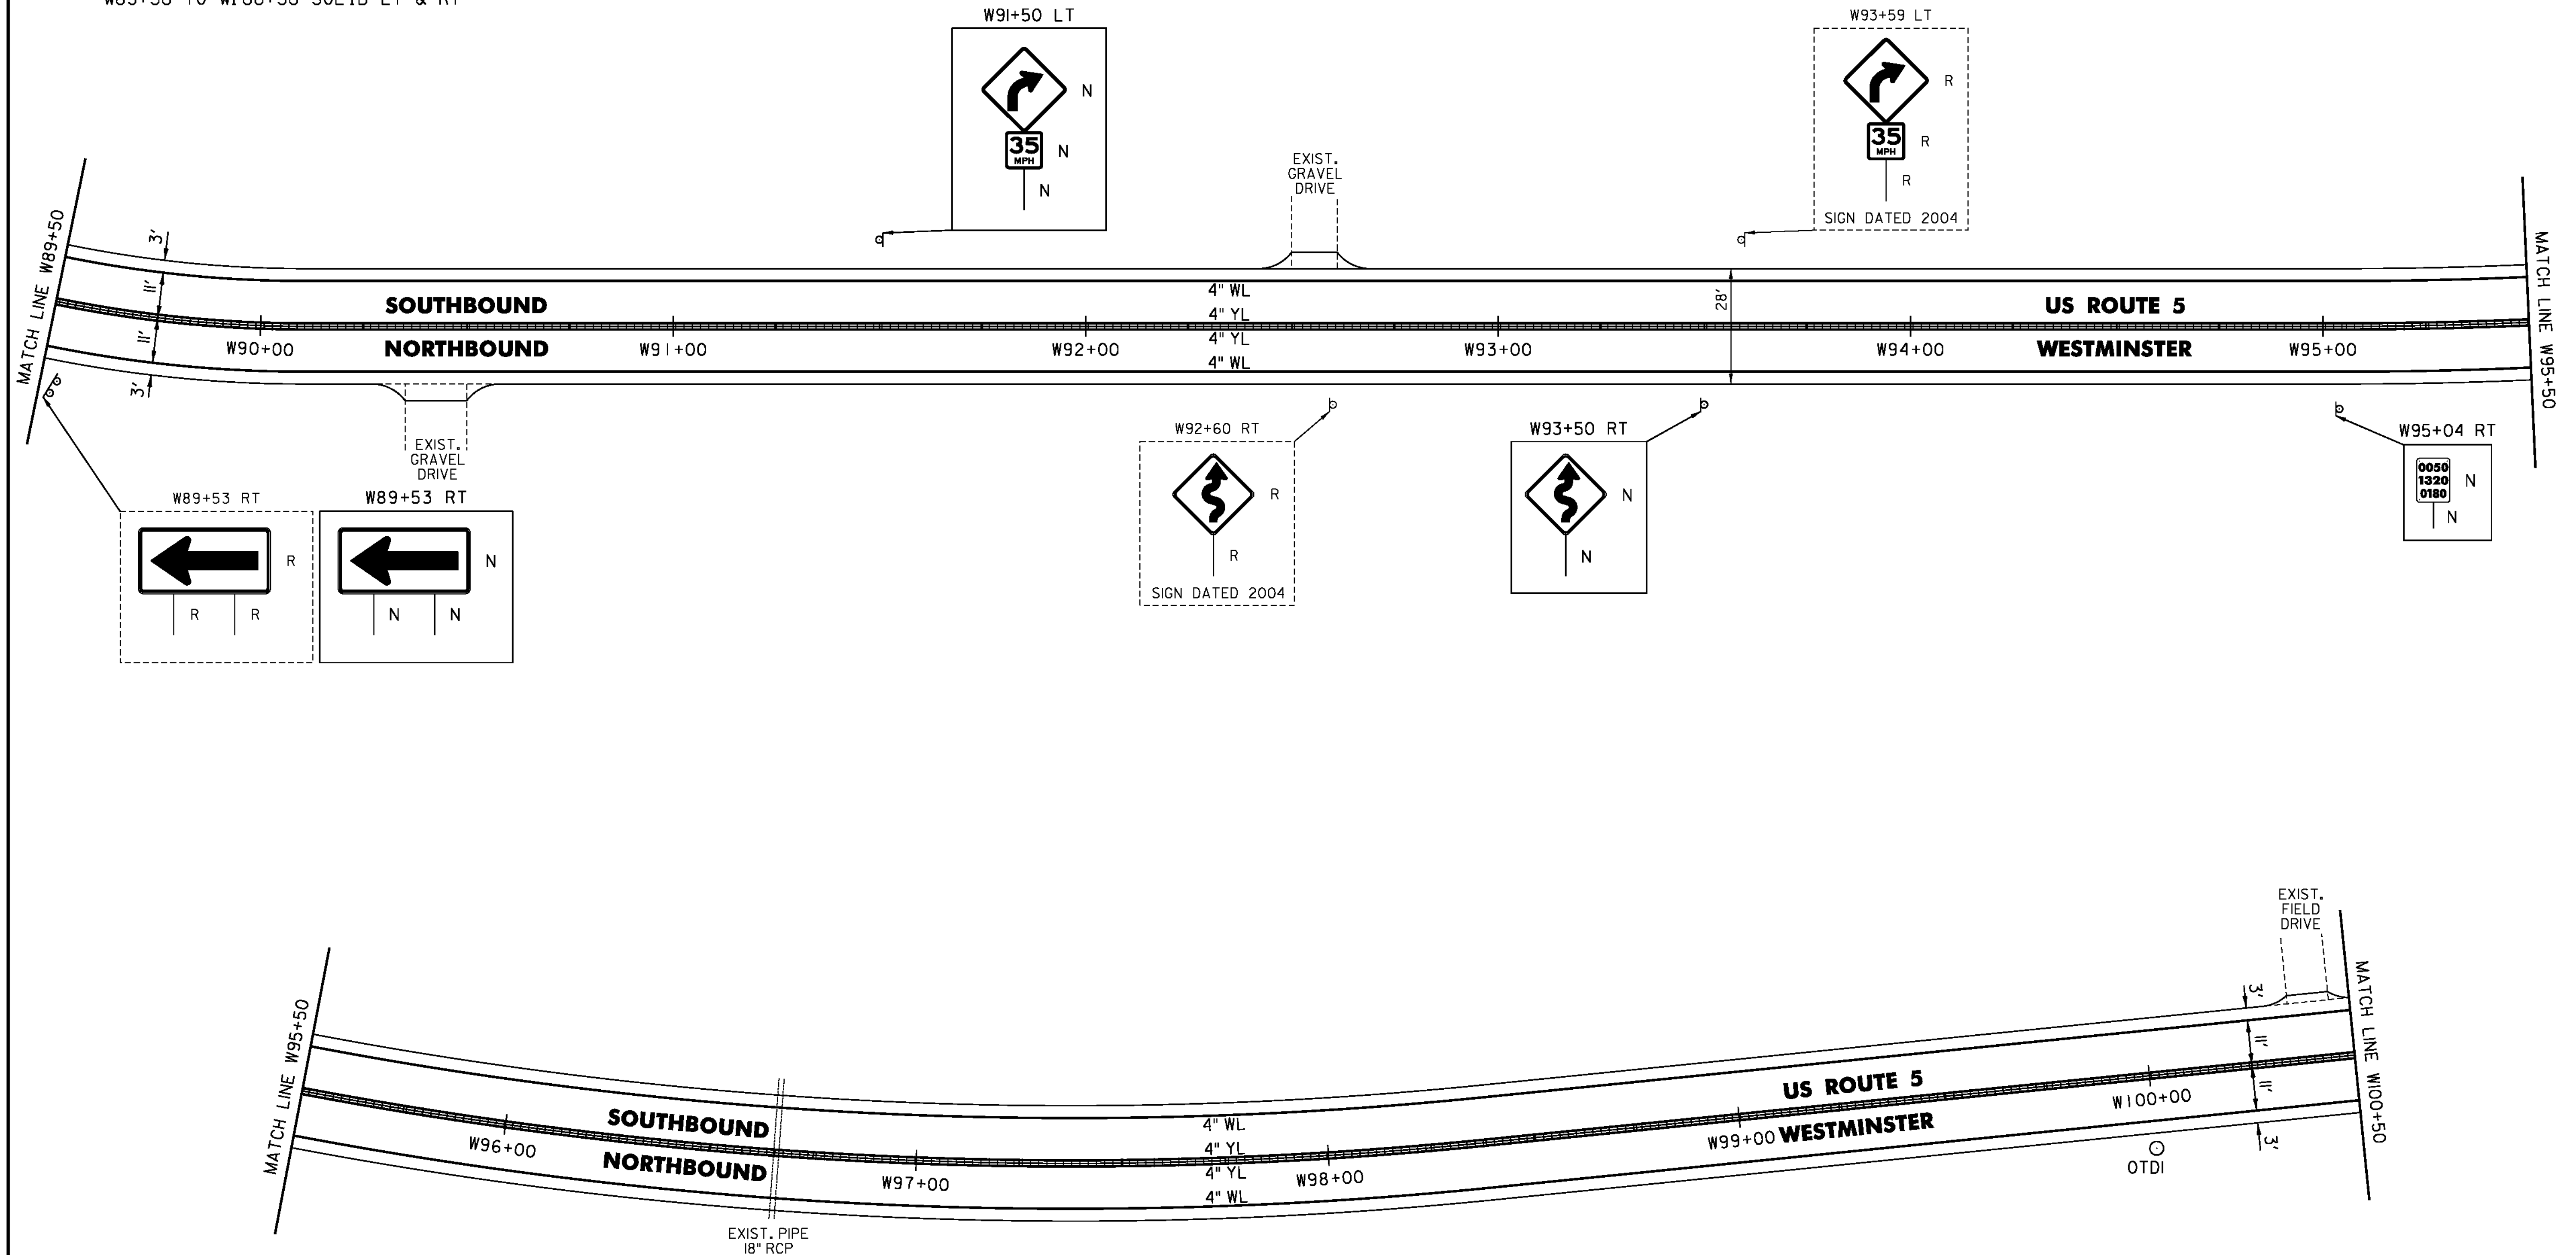 W91+50 LT
N
35
MPH
N
N
W93+59 LT
R
35
MPH
R
R
SIGN DATED 2004
EXIST.
GRAVEL
DRIVE
MATCH LINE W89+50
3'
11'
11'
3'
SOUTHBOUND
NORTHBOUND
4" WL
4" YL
4" YL
4" WL
28'
US ROUTE 5
WESTMINSTER
W90+00
W91+00
W92+00
W93+00
W94+00
W95+00
MATCH LINE W95+50
EXIST.
GRAVEL
DRIVE
W89+53 RT
R
R
R
W89+53 RT
N
N
N
W92+60 RT
R
R
SIGN DATED 2004
W93+50 RT
N
N
W95+04 RT
0050
1320
0180
N
N
EXIST.
FIELD
DRIVE
MATCH LINE W95+50
SOUTHBOUND
NORTHBOUND
4" WL
4" YL
4" YL
4" WL
US ROUTE 5
WESTMINSTER
W96+00
W97+00
W98+00
W99+00
W100+00
3'
11'
11'
3'
OTDI
MATCH LINE W100+50
EXIST. PIPE
18" RCP